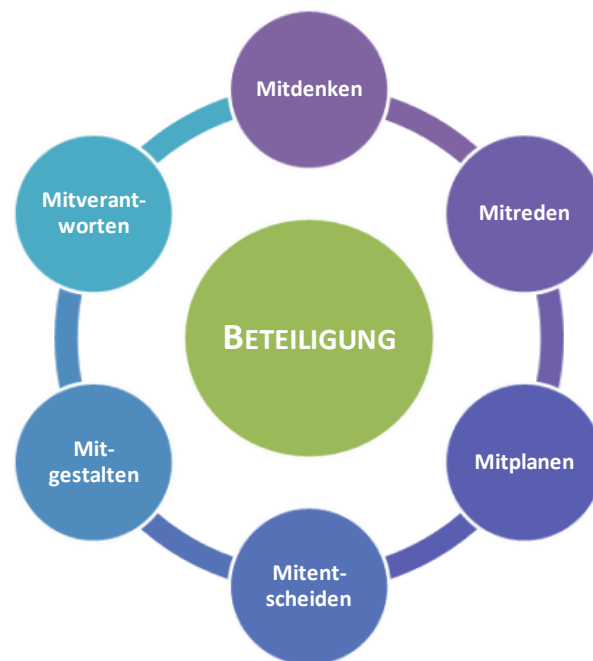 Mitdenken
Mitreden
Mitplanen
Mitent-
scheiden
Mit-
gestalten
Mitverant-
worten
BETEILIGUNG